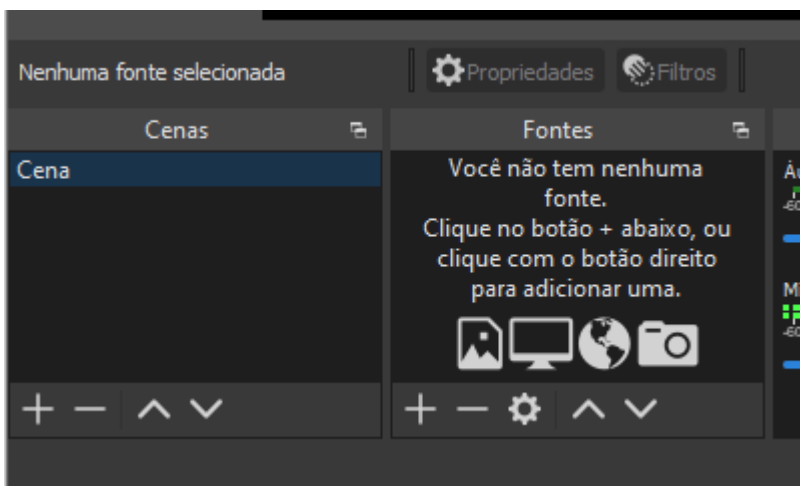 Nenhuma fonte selecionada
Propriedades
Filtros
Cenas
Fontes
Cena
Você não tem nenhuma
fonte.
Clique no botão + abaixo, ou
clique com o botão direito
para adicionar uma.